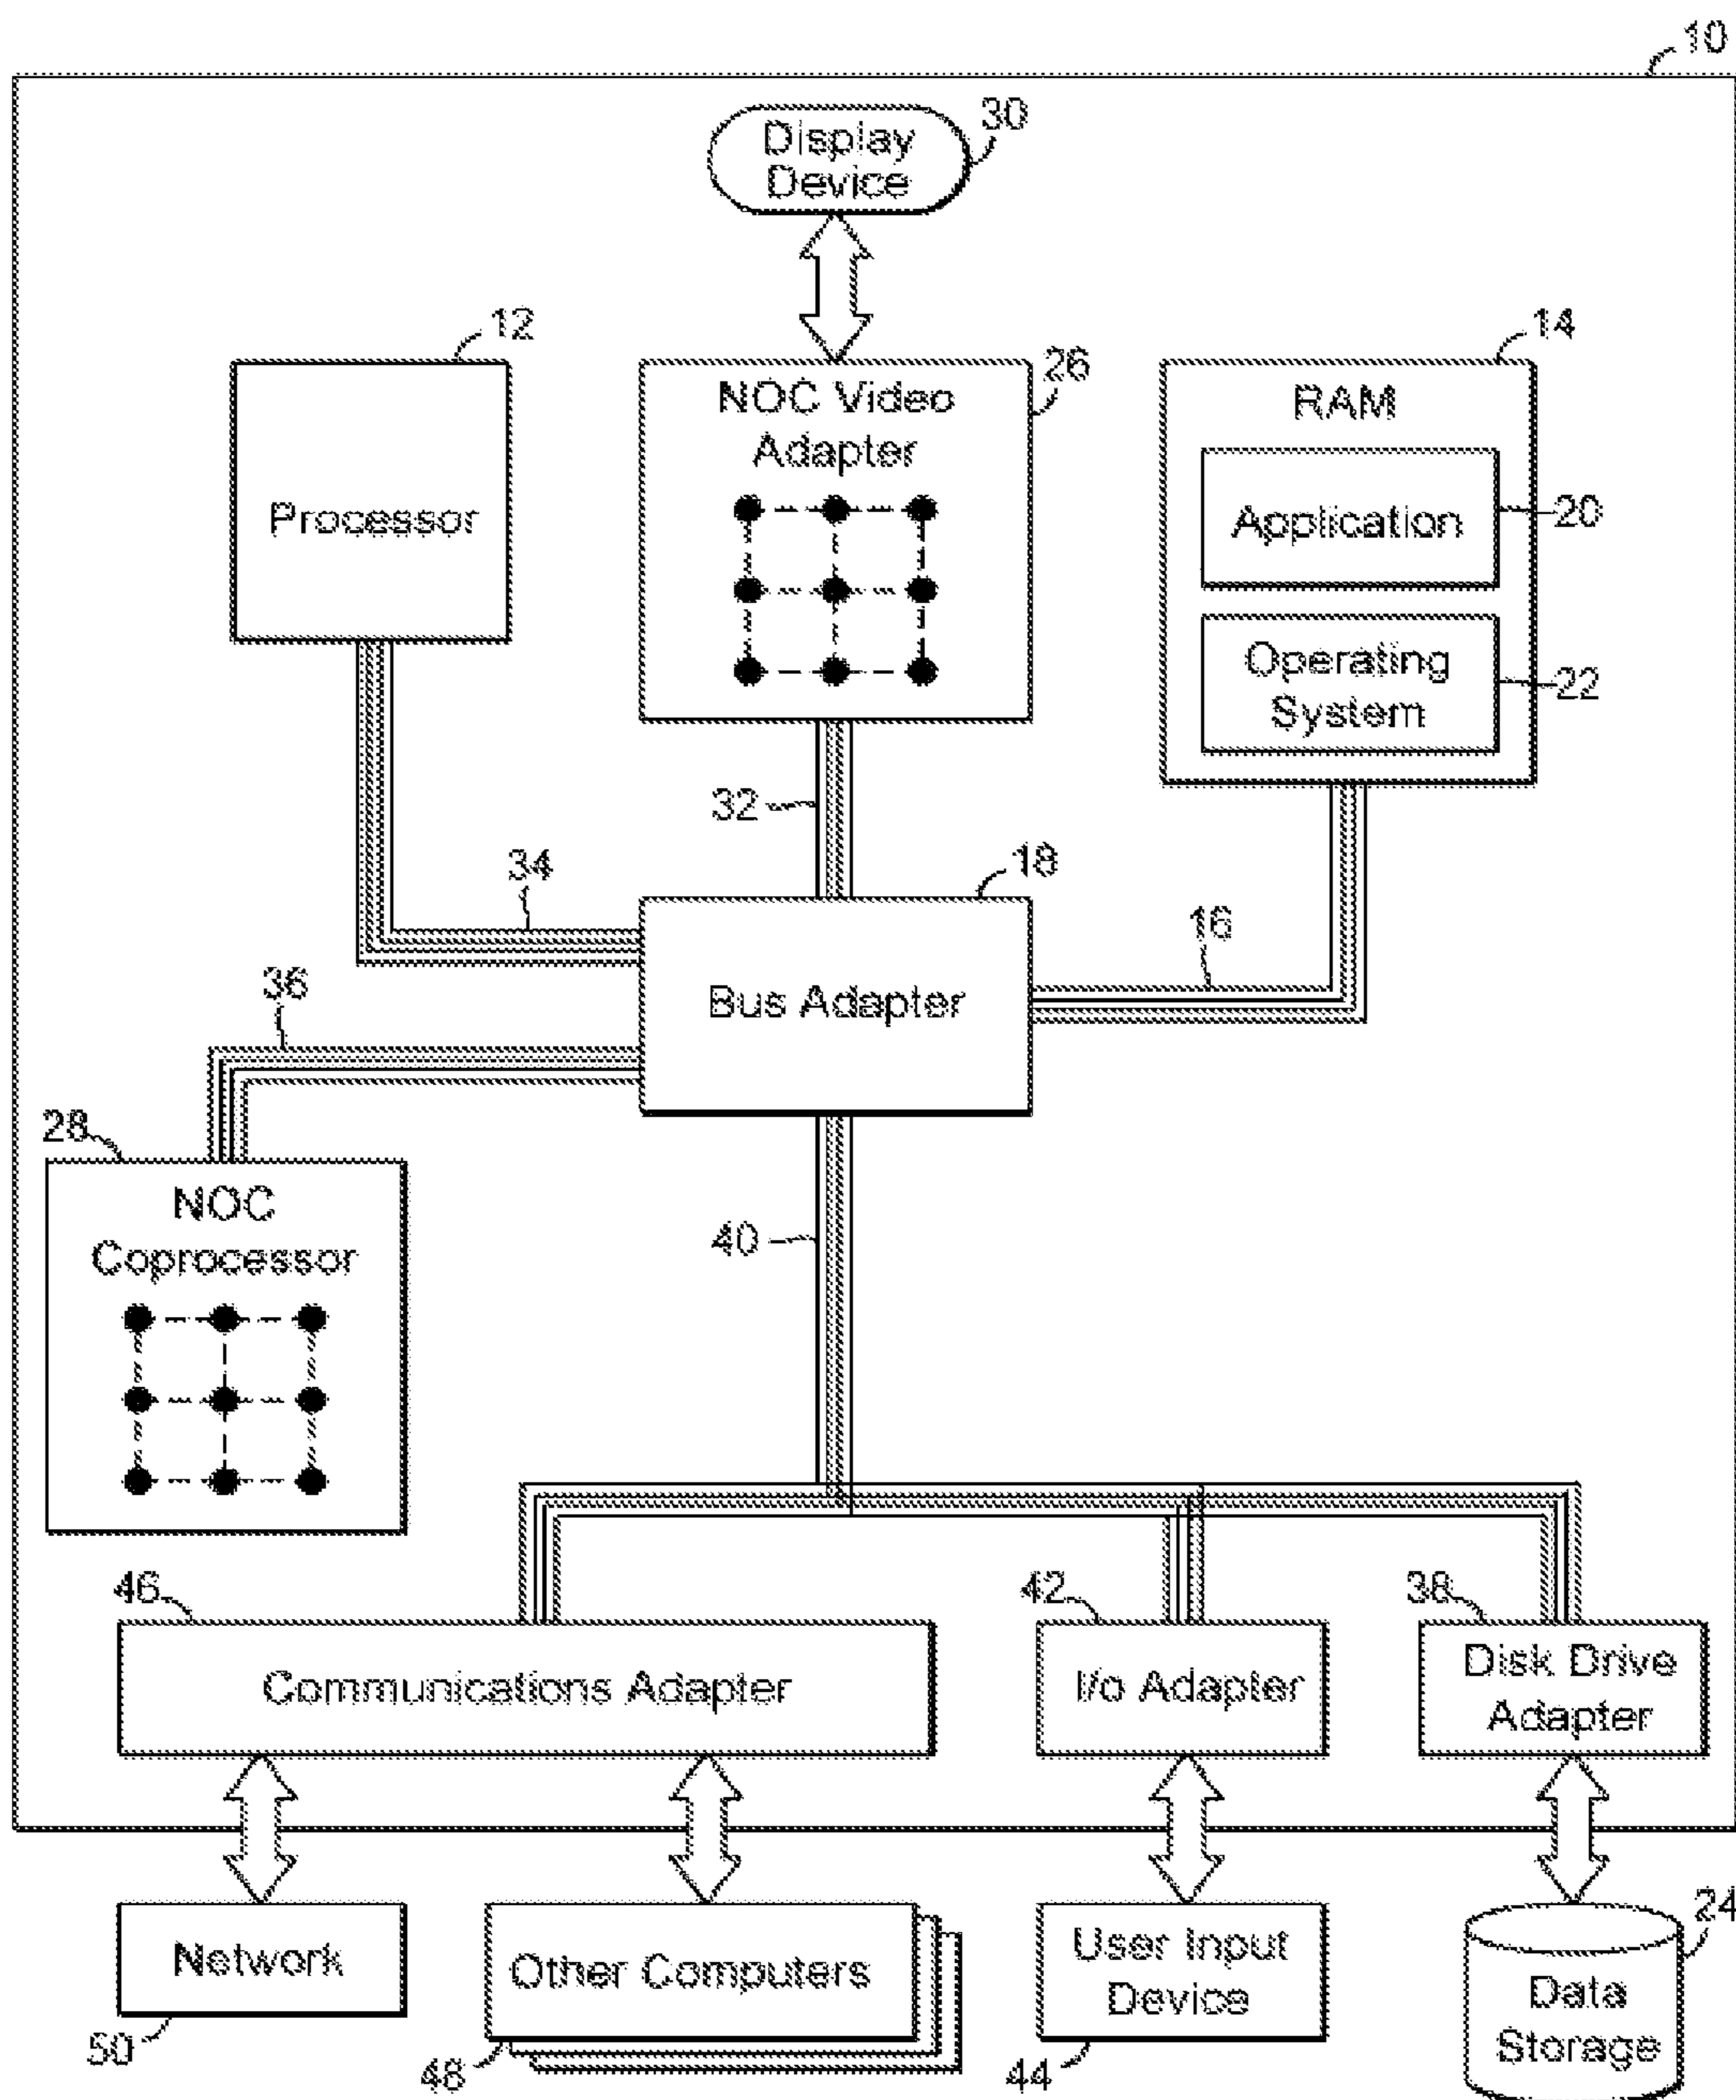 10
Display
Device
30
12
Processor
NOC Video
Adapter
26
14
RAM
Application
20
Operating
System
22
32
34
18
Bus Adapter
16
36
28
NOC
Coprocessor
40
46
Communications Adapter
42
I/o Adapter
38
Disk Drive
Adapter
Network
50
Other Computers
48
User Input
Device
44
24
Data
Storage